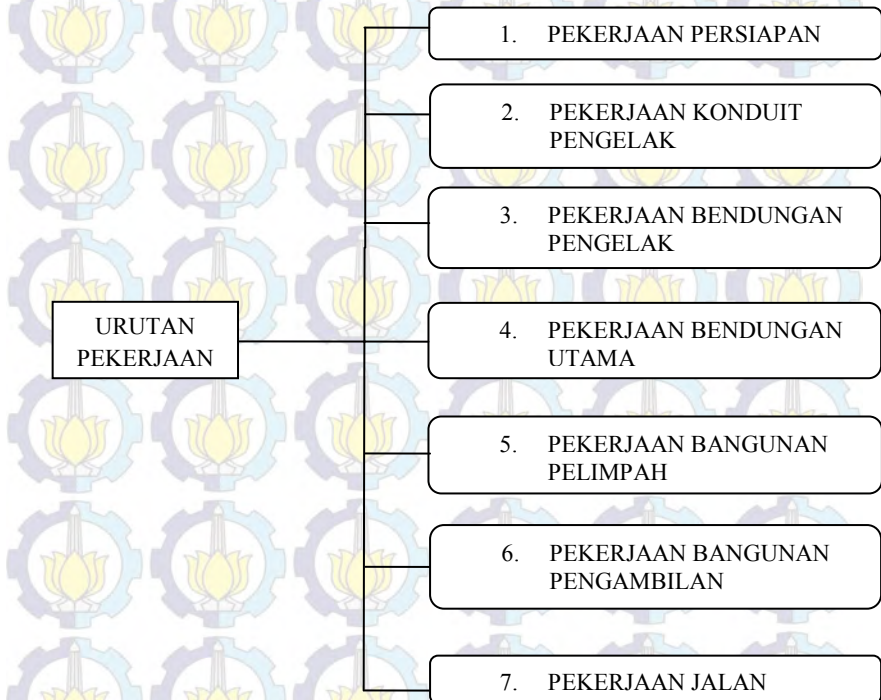 1. PEKERJAAN PERSIAPAN
2. PEKERJAAN KONDUIT
PENGELAK
3. PEKERJAAN BENDUNGAN
PENGELAK
URUTAN
PEKERJAAN
4. PEKERJAAN BENDUNGAN
UTAMA
5. PEKERJAAN BANGUNAN
PELIMPAH
6. PEKERJAAN BANGUNAN
PENGAMBILAN
7. PEKERJAAN JALAN